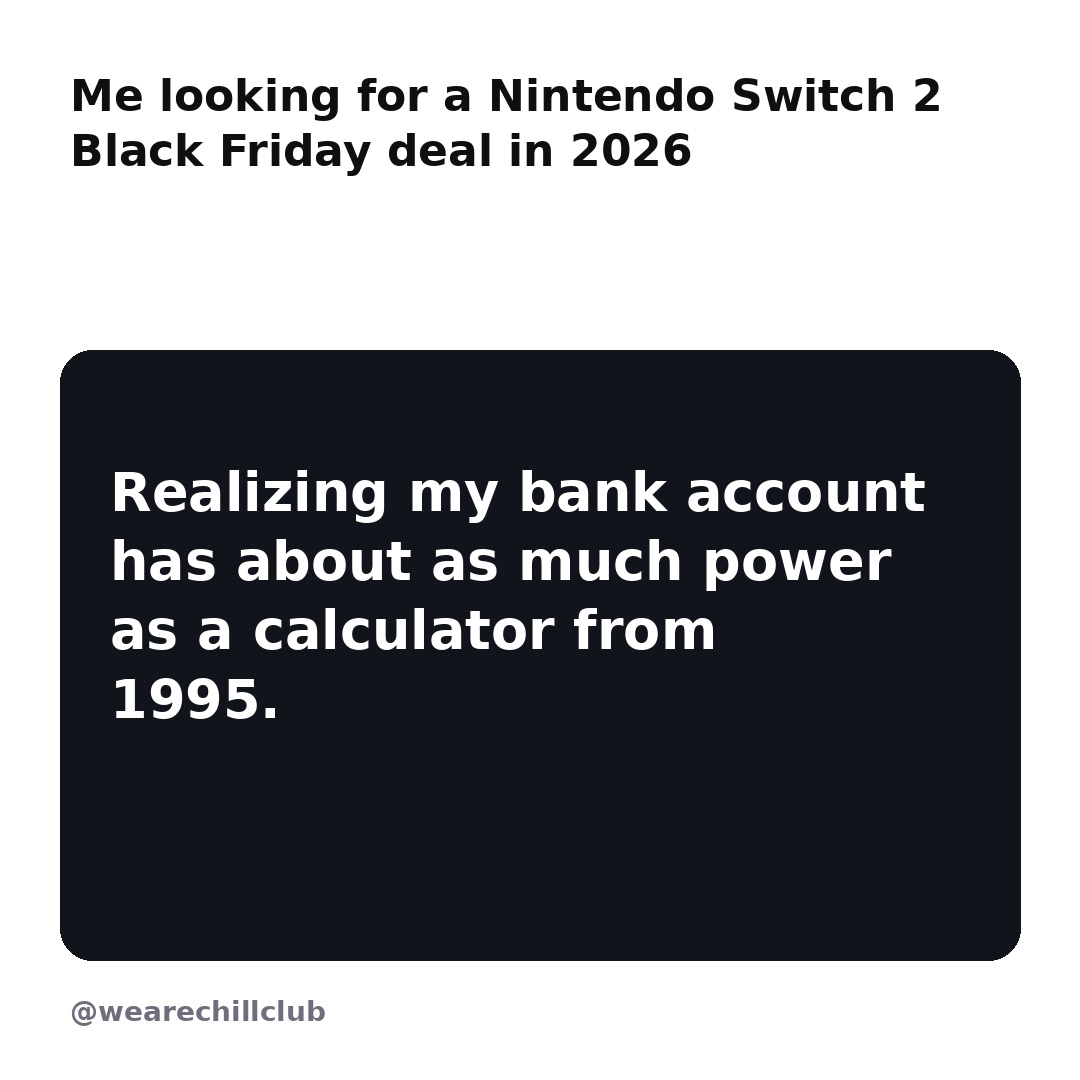 Me looking for a Nintendo Switch 2
Black Friday deal in 2026
Realizing my bank account
has about as much power
as a calculator from
1995.
@wearechillclub